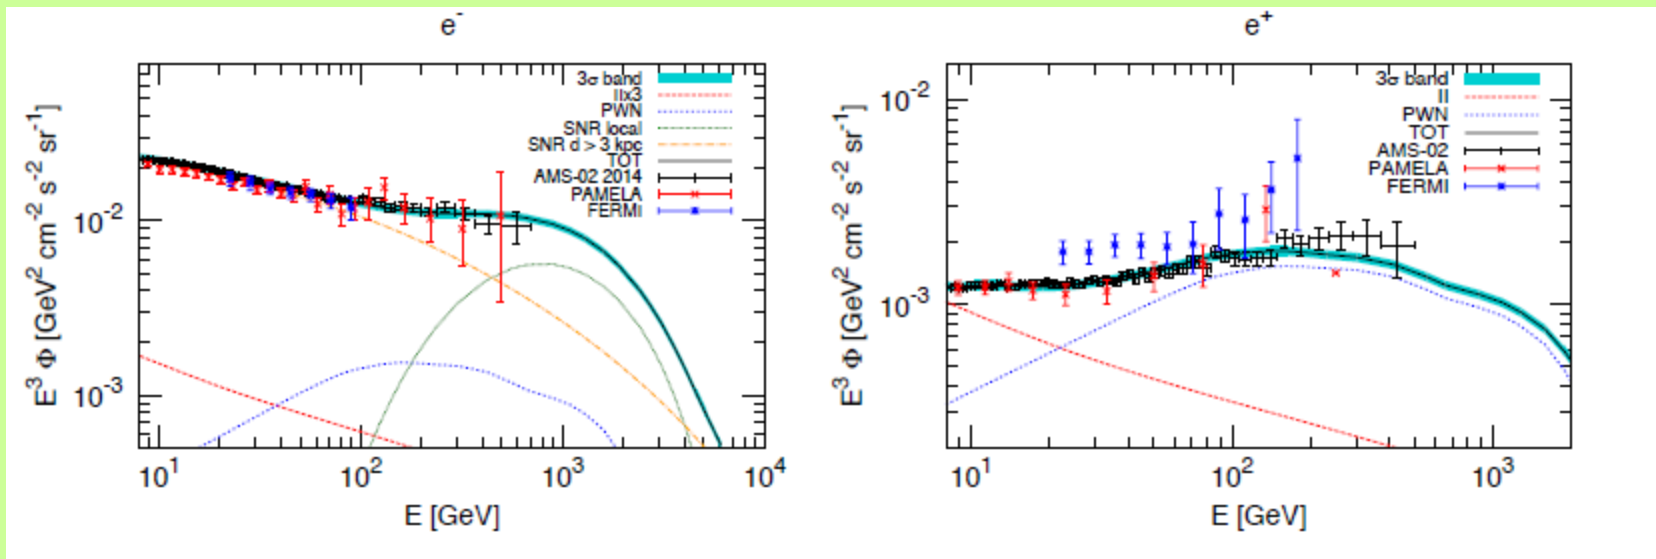 e⁻
3σ band
IIx3
PWN
SNR local
SNR d > 3 kpc
TOT
AMS-02 2014
PAMELA
FERMI
10⁻²
10⁻³
E³ Φ [GeV² cm⁻² s⁻² sr⁻¹]
10¹ 10² 10³ 10⁴
E [GeV]
e⁺
3σ band
II
PWN
TOT
AMS-02
PAMELA
FERMI
10⁻²
10⁻³
E³ Φ [GeV² cm⁻² s⁻² sr⁻¹]
10¹ 10² 10³
E [GeV]